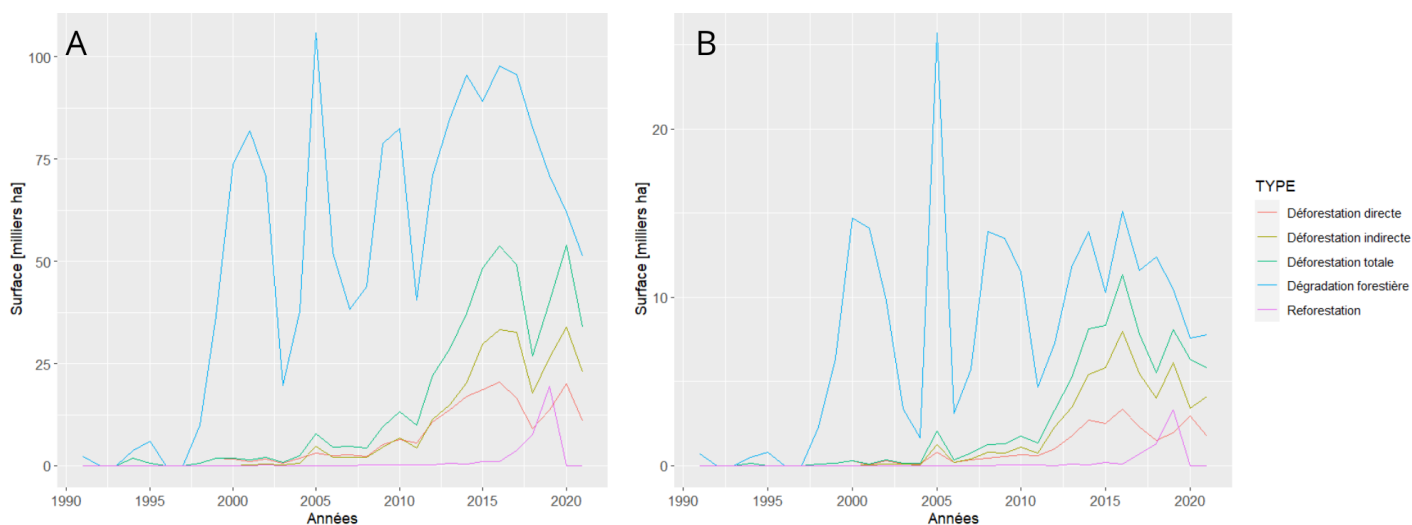 A
B
Surface [milliers ha]
100
75
50
25
0
1990
1995
2000
2005
2010
2015
2020
Années
Surface [milliers ha]
20
10
0
1990
1995
2000
2005
2010
2015
2020
Années
TYPE
Déforestation directe
Déforestation indirecte
Déforestation totale
Dégradation forestière
Reforestation